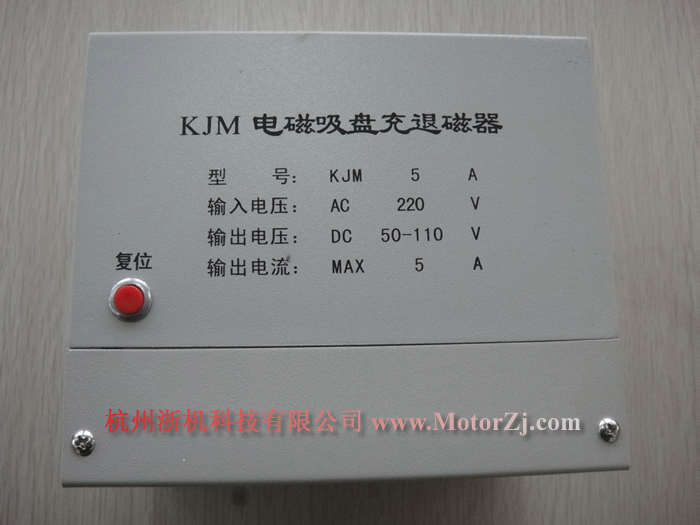 KJM 电磁吸盘充退磁器
型 号： KJM 5 A
输入电压： AC 220 V
输出电压： DC 50-110 V
输出电流： MAX 5 A
复位
杭州浙机科技有限公司 www.MotorZj.com